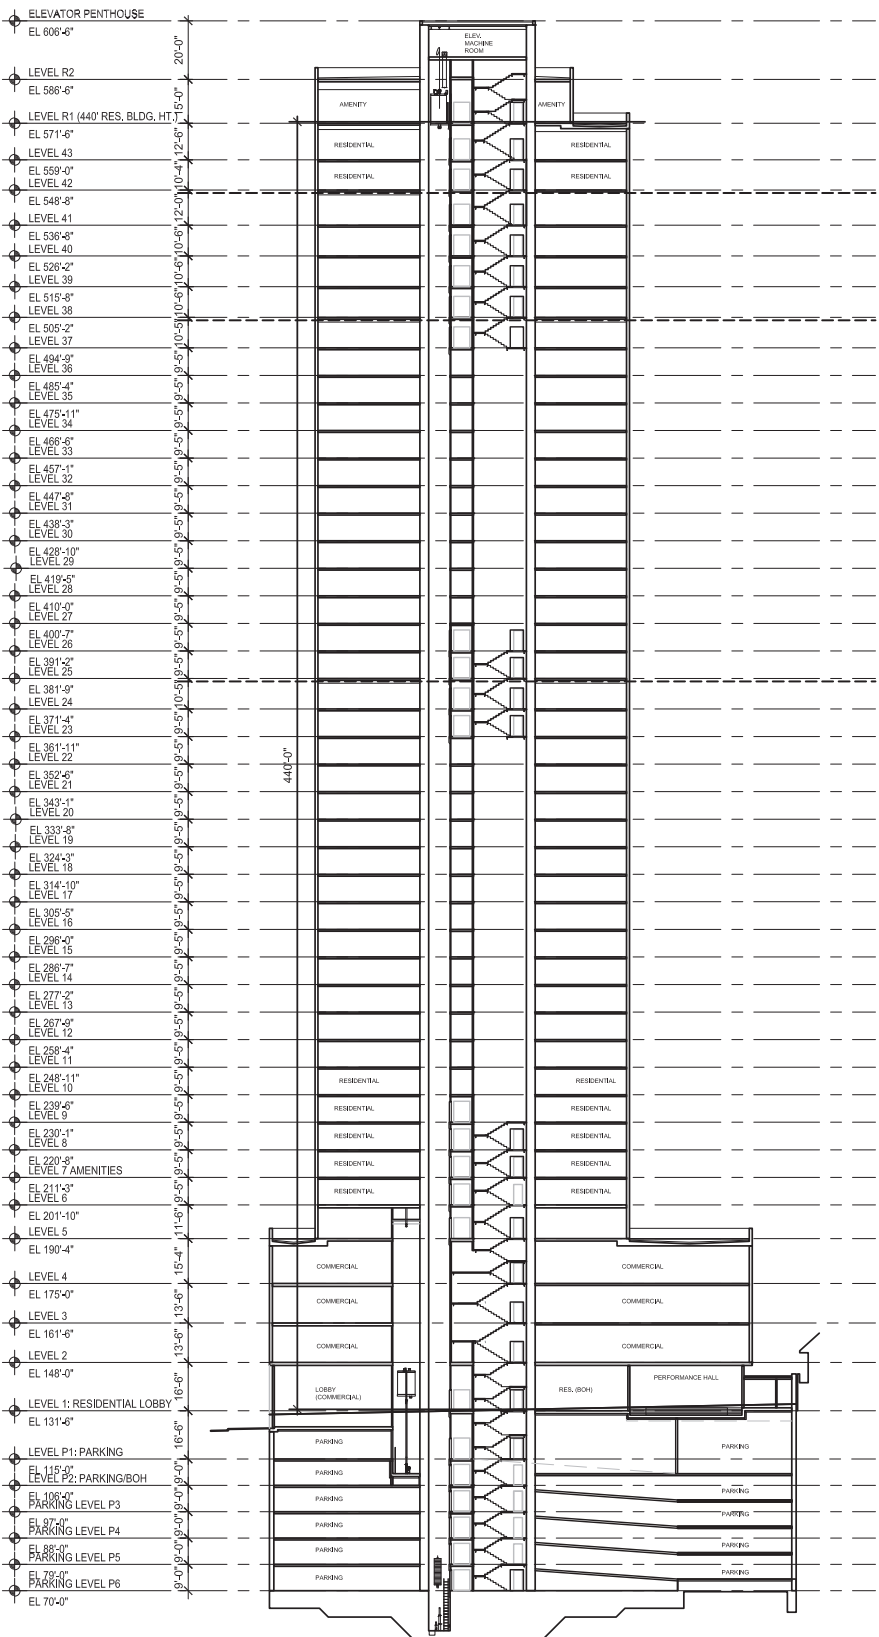 ELEVATOR PENTHOUSE
EL 606'-6"
20'-0"
ELEV.
MACHINE
ROOM
LEVEL R2
EL 586'-6"
15'-0"
AMENITY
AMENITY
LEVEL R1 (440' RES. BLDG. HT.)
EL 571'-6"
12'-6"
RESIDENTIAL
RESIDENTIAL
LEVEL 43
EL 559'-0"
10'-4"
RESIDENTIAL
RESIDENTIAL
LEVEL 42
EL 548'-8"
12'-0"
LEVEL 41
EL 536'-8"
10'-6"
LEVEL 40
EL 526'-2"
10'-6"
LEVEL 39
EL 515'-8"
10'-6"
LEVEL 38
EL 505'-2"
10'-5"
LEVEL 37
EL 494'-9"
9'-5"
LEVEL 36
EL 485'-4"
9'-5"
LEVEL 35
EL 475'-11"
9'-5"
LEVEL 34
EL 466'-6"
9'-5"
LEVEL 33
EL 457'-1"
9'-5"
LEVEL 32
EL 447'-8"
9'-5"
LEVEL 31
EL 438'-3"
9'-5"
LEVEL 30
EL 428'-10"
9'-5"
LEVEL 29
EL 419'-5"
9'-5"
LEVEL 28
EL 410'-0"
9'-5"
LEVEL 27
EL 400'-7"
9'-5"
LEVEL 26
EL 391'-2"
9'-5"
LEVEL 25
EL 381'-9"
10'-5"
LEVEL 24
EL 371'-4"
9'-5"
LEVEL 23
EL 361'-11"
9'-5"
LEVEL 22
EL 352'-6"
9'-5"
440'-0"
LEVEL 21
EL 343'-1"
9'-5"
LEVEL 20
EL 333'-8"
9'-5"
LEVEL 19
EL 324'-3"
9'-5"
LEVEL 18
EL 314'-10"
9'-5"
LEVEL 17
EL 305'-5"
9'-5"
LEVEL 16
EL 296'-0"
9'-5"
LEVEL 15
EL 286'-7"
9'-5"
LEVEL 14
EL 277'-2"
9'-5"
LEVEL 13
EL 267'-9"
9'-5"
LEVEL 12
EL 258'-4"
9'-5"
LEVEL 11
EL 248'-11"
9'-5"
RESIDENTIAL
RESIDENTIAL
LEVEL 10
EL 239'-6"
9'-5"
RESIDENTIAL
RESIDENTIAL
LEVEL 9
EL 230'-1"
9'-5"
RESIDENTIAL
RESIDENTIAL
LEVEL 8
EL 220'-8"
9'-5"
RESIDENTIAL
RESIDENTIAL
LEVEL 7 AMENITIES
EL 211'-3"
9'-5"
RESIDENTIAL
RESIDENTIAL
LEVEL 6
EL 201'-10"
11'-6"
LEVEL 5
EL 190'-4"
15'-4"
COMMERCIAL
COMMERCIAL
LEVEL 4
EL 175'-0"
13'-6"
COMMERCIAL
COMMERCIAL
LEVEL 3
EL 161'-6"
13'-6"
COMMERCIAL
COMMERCIAL
LEVEL 2
EL 148'-0"
16'-6"
LOBBY
(COMMERCIAL)
RES. (BOH)
PERFORMANCE HALL
LEVEL 1: RESIDENTIAL LOBBY
EL 131'-6"
16'-6"
PARKING
PARKING
LEVEL P1: PARKING
EL 115'-0"
9'-0"
PARKING
LEVEL P2: PARKING/BOH
EL 106'-0"
9'-0"
PARKING
PARKING
PARKING LEVEL P3
EL 97'-0"
9'-0"
PARKING
PARKING
PARKING LEVEL P4
EL 88'-0"
9'-0"
PARKING
PARKING
PARKING LEVEL P5
EL 79'-0"
9'-0"
PARKING
PARKING
PARKING LEVEL P6
EL 70'-0"